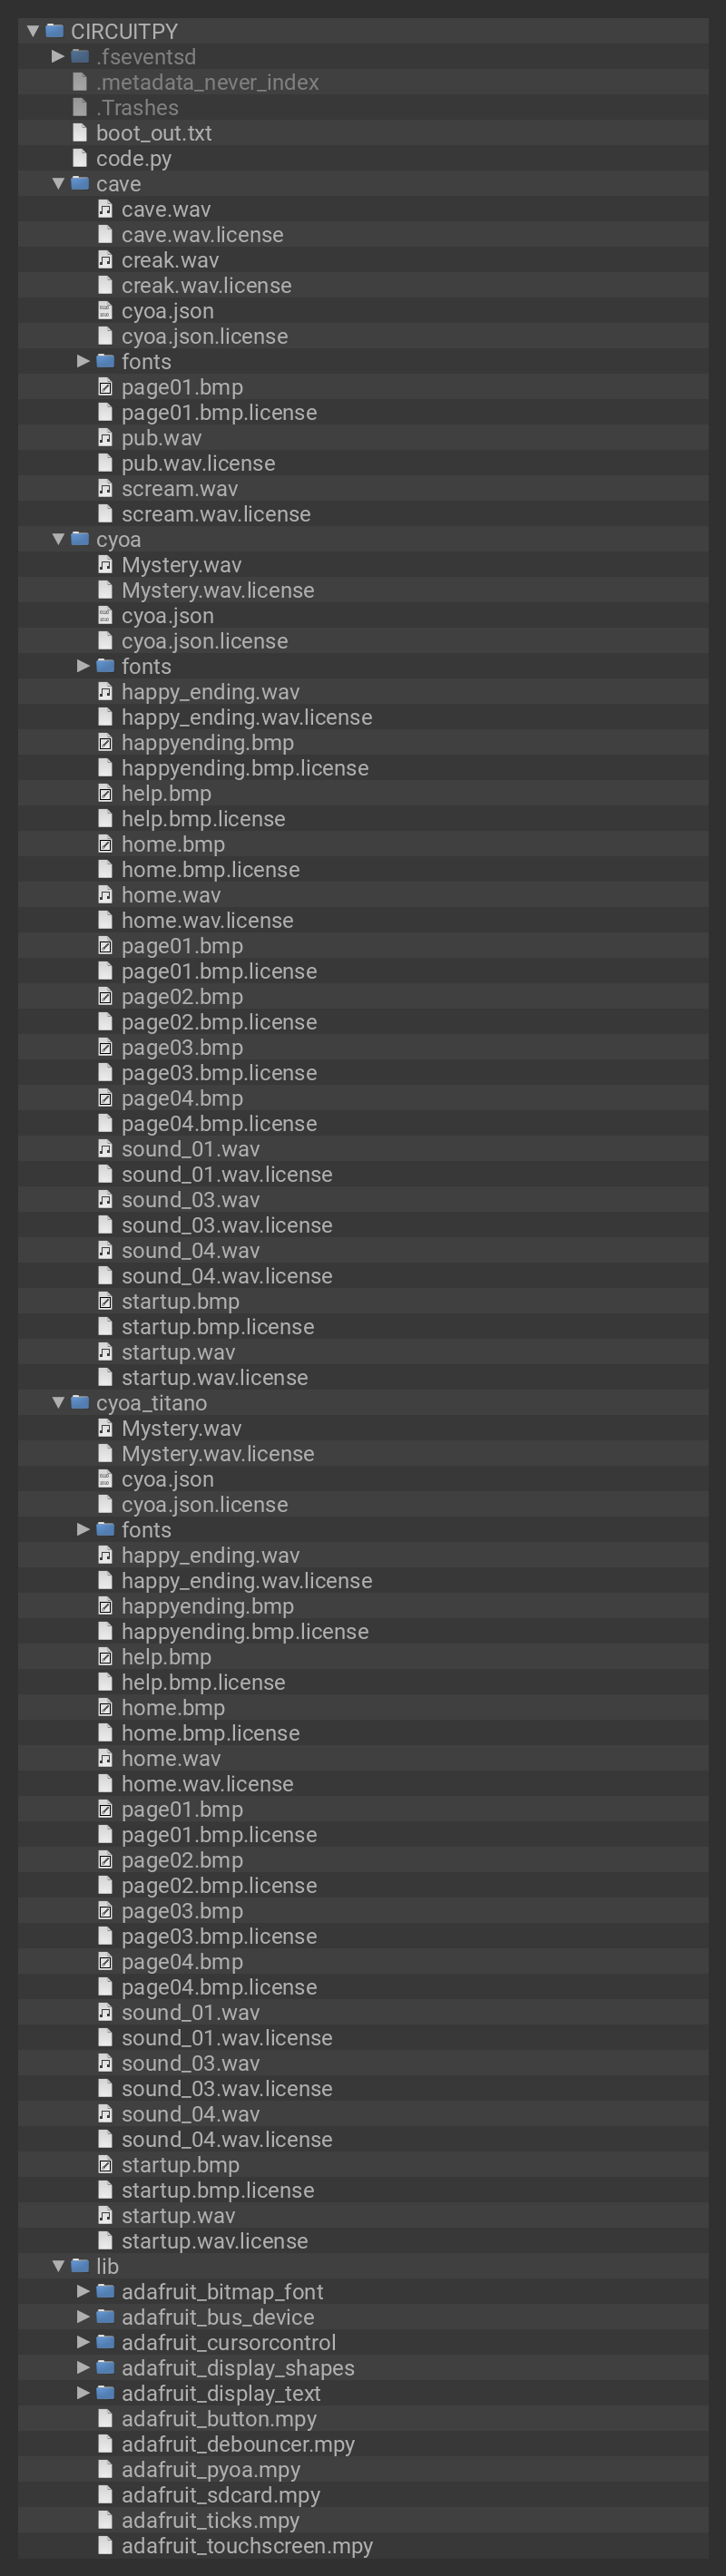 CIRCUITPY
.fseventsd
.metadata_never_index
.Trashes
boot_out.txt
code.py
cave
cave.wav
cave.wav.license
creak.wav
creak.wav.license
cyoa.json
cyoa.json.license
fonts
page01.bmp
page01.bmp.license
pub.wav
pub.wav.license
scream.wav
scream.wav.license
cyoa
Mystery.wav
Mystery.wav.license
cyoa.json
cyoa.json.license
fonts
happy_ending.wav
happy_ending.wav.license
happyending.bmp
happyending.bmp.license
help.bmp
help.bmp.license
home.bmp
home.bmp.license
home.wav
home.wav.license
page01.bmp
page01.bmp.license
page02.bmp
page02.bmp.license
page03.bmp
page03.bmp.license
page04.bmp
page04.bmp.license
sound_01.wav
sound_01.wav.license
sound_03.wav
sound_03.wav.license
sound_04.wav
sound_04.wav.license
startup.bmp
startup.bmp.license
startup.wav
startup.wav.license
cyoa_titano
Mystery.wav
Mystery.wav.license
cyoa.json
cyoa.json.license
fonts
happy_ending.wav
happy_ending.wav.license
happyending.bmp
happyending.bmp.license
help.bmp
help.bmp.license
home.bmp
home.bmp.license
home.wav
home.wav.license
page01.bmp
page01.bmp.license
page02.bmp
page02.bmp.license
page03.bmp
page03.bmp.license
page04.bmp
page04.bmp.license
sound_01.wav
sound_01.wav.license
sound_03.wav
sound_03.wav.license
sound_04.wav
sound_04.wav.license
startup.bmp
startup.bmp.license
startup.wav
startup.wav.license
lib
adafruit_bitmap_font
adafruit_bus_device
adafruit_cursorcontrol
adafruit_display_shapes
adafruit_display_text
adafruit_button.mpy
adafruit_debouncer.mpy
adafruit_pyoa.mpy
adafruit_sdcard.mpy
adafruit_ticks.mpy
adafruit_touchscreen.mpy